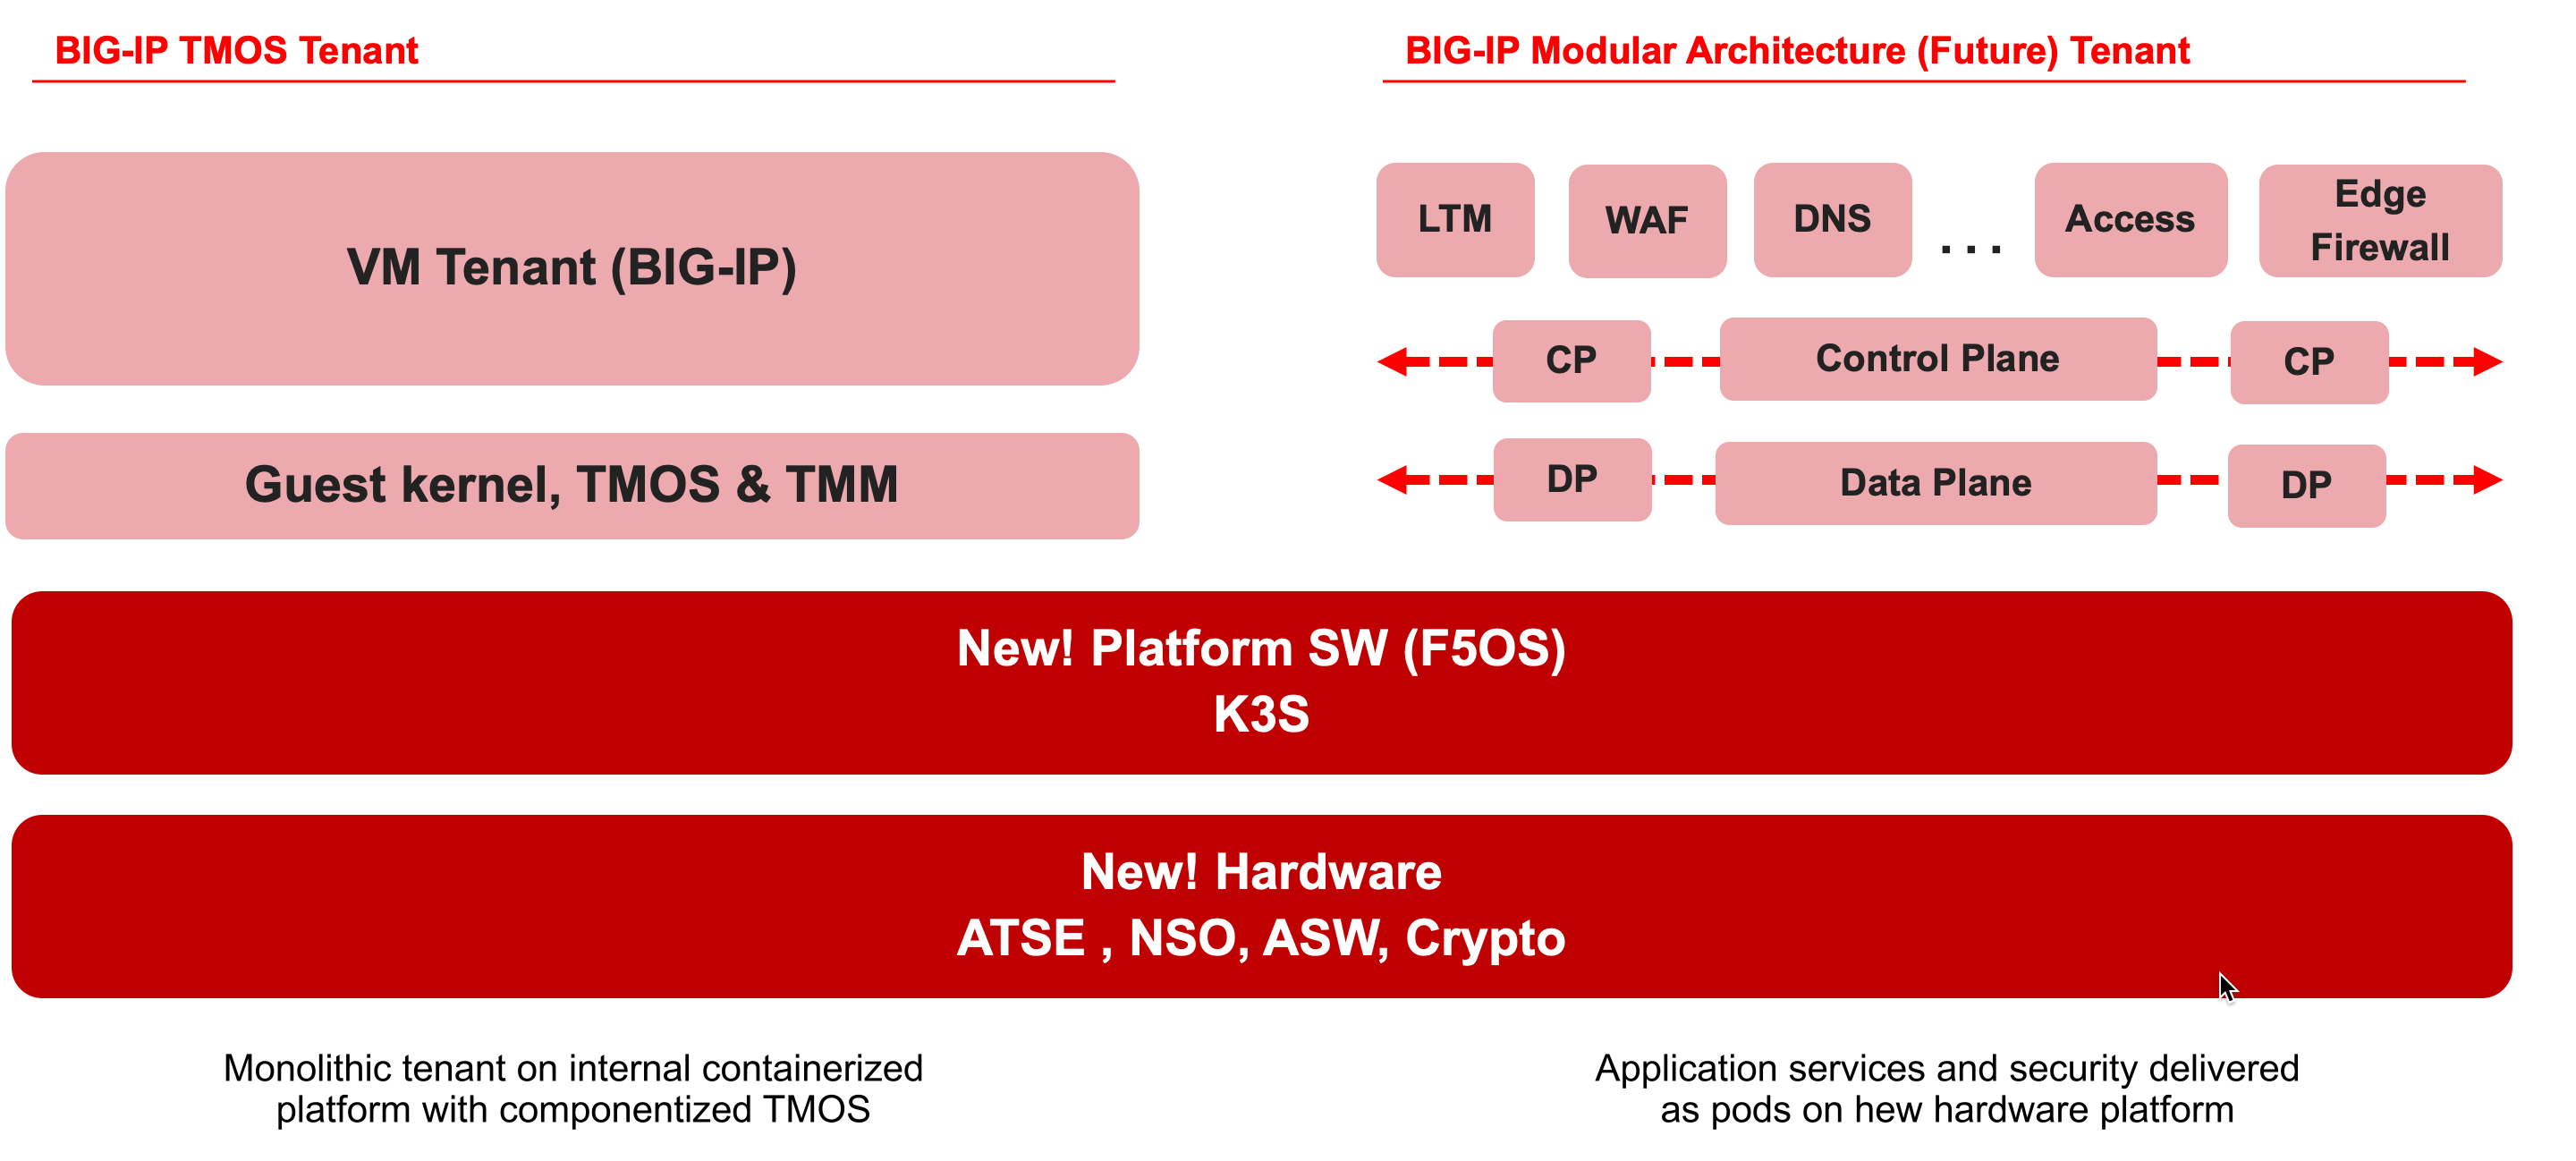 BIG-IP TMOS Tenant
BIG-IP Modular Architecture (Future) Tenant
VM Tenant (BIG-IP)
Guest kernel, TMOS & TMM
LTM
WAF
DNS
...
Access
Edge
Firewall
CP
Control Plane
CP
DP
Data Plane
DP
New! Platform SW (F5OS)
K3S
New! Hardware
ATSE , NSO, ASW, Crypto
Monolithic tenant on internal containerized
platform with componentized TMOS
Application services and security delivered
as pods on hew hardware platform